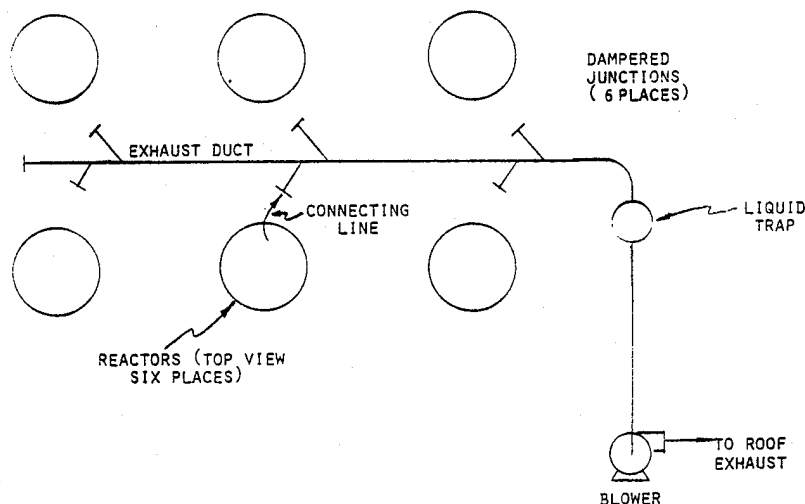 DAMPERED
JUNCTIONS
( 6 PLACES)
EXHAUST DUCT
CONNECTING
LINE
LIQUID
TRAP
REACTORS (TOP VIEW
SIX PLACES)
TO ROOF
EXHAUST
BLOWER